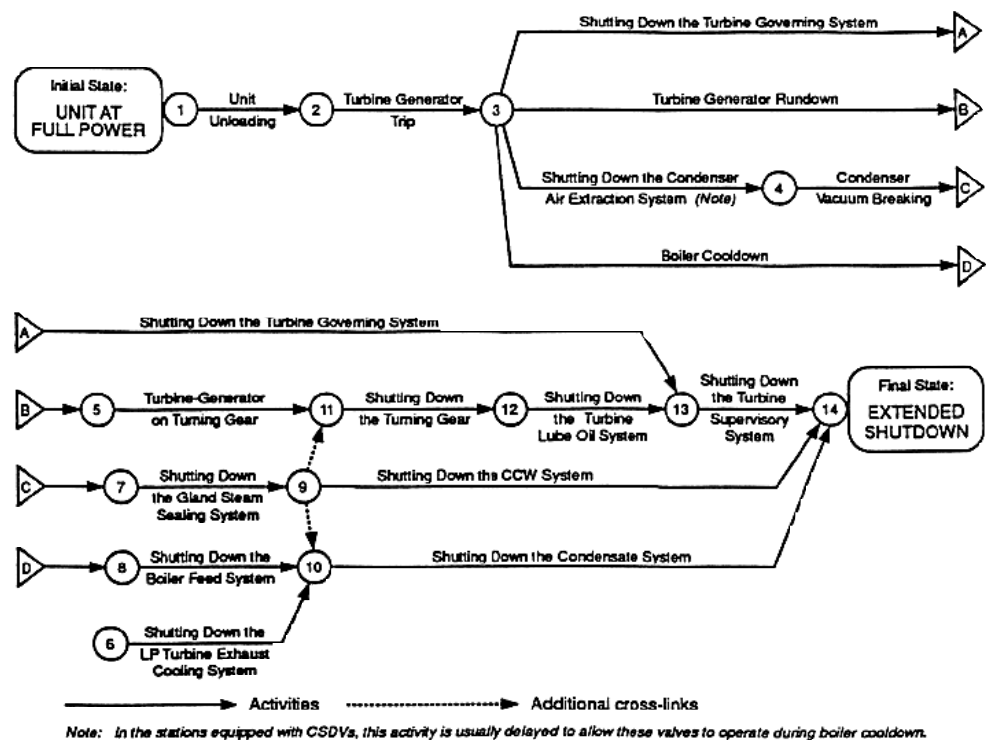 Shutting Down the Turbine Governing System
A
Initial State:
UNIT AT
FULL POWER
1
Unit
Unloading
2
Turbine Generator
Trip
3
Turbine Generator Rundown
B
Shutting Down the Condenser
Air Extraction System (Note)
4
Condenser
Vacuum Breaking
C
Boiler Cooldown
D
A
Shutting Down the Turbine Governing System
B
5
Turbine-Generator
on Turning Gear
11
Shutting Down
the Turning Gear
12
Shutting Down
the Turbine
Lube Oil System
13
Shutting Down
the Turbine
Supervisory
System
14
Final State:
EXTENDED
SHUTDOWN
C
7
Shutting Down
the Gland Steam
Sealing System
9
Shutting Down the CCW System
D
8
Shutting Down the
Boiler Feed System
10
Shutting Down the Condensate System
6
Shutting Down the
LP Turbine Exhaust
Cooling System
Activities
Additional cross-links
Note: In the stations equipped with CSDVs, this activity is usually delayed to allow these valves to operate during boiler cooldown.